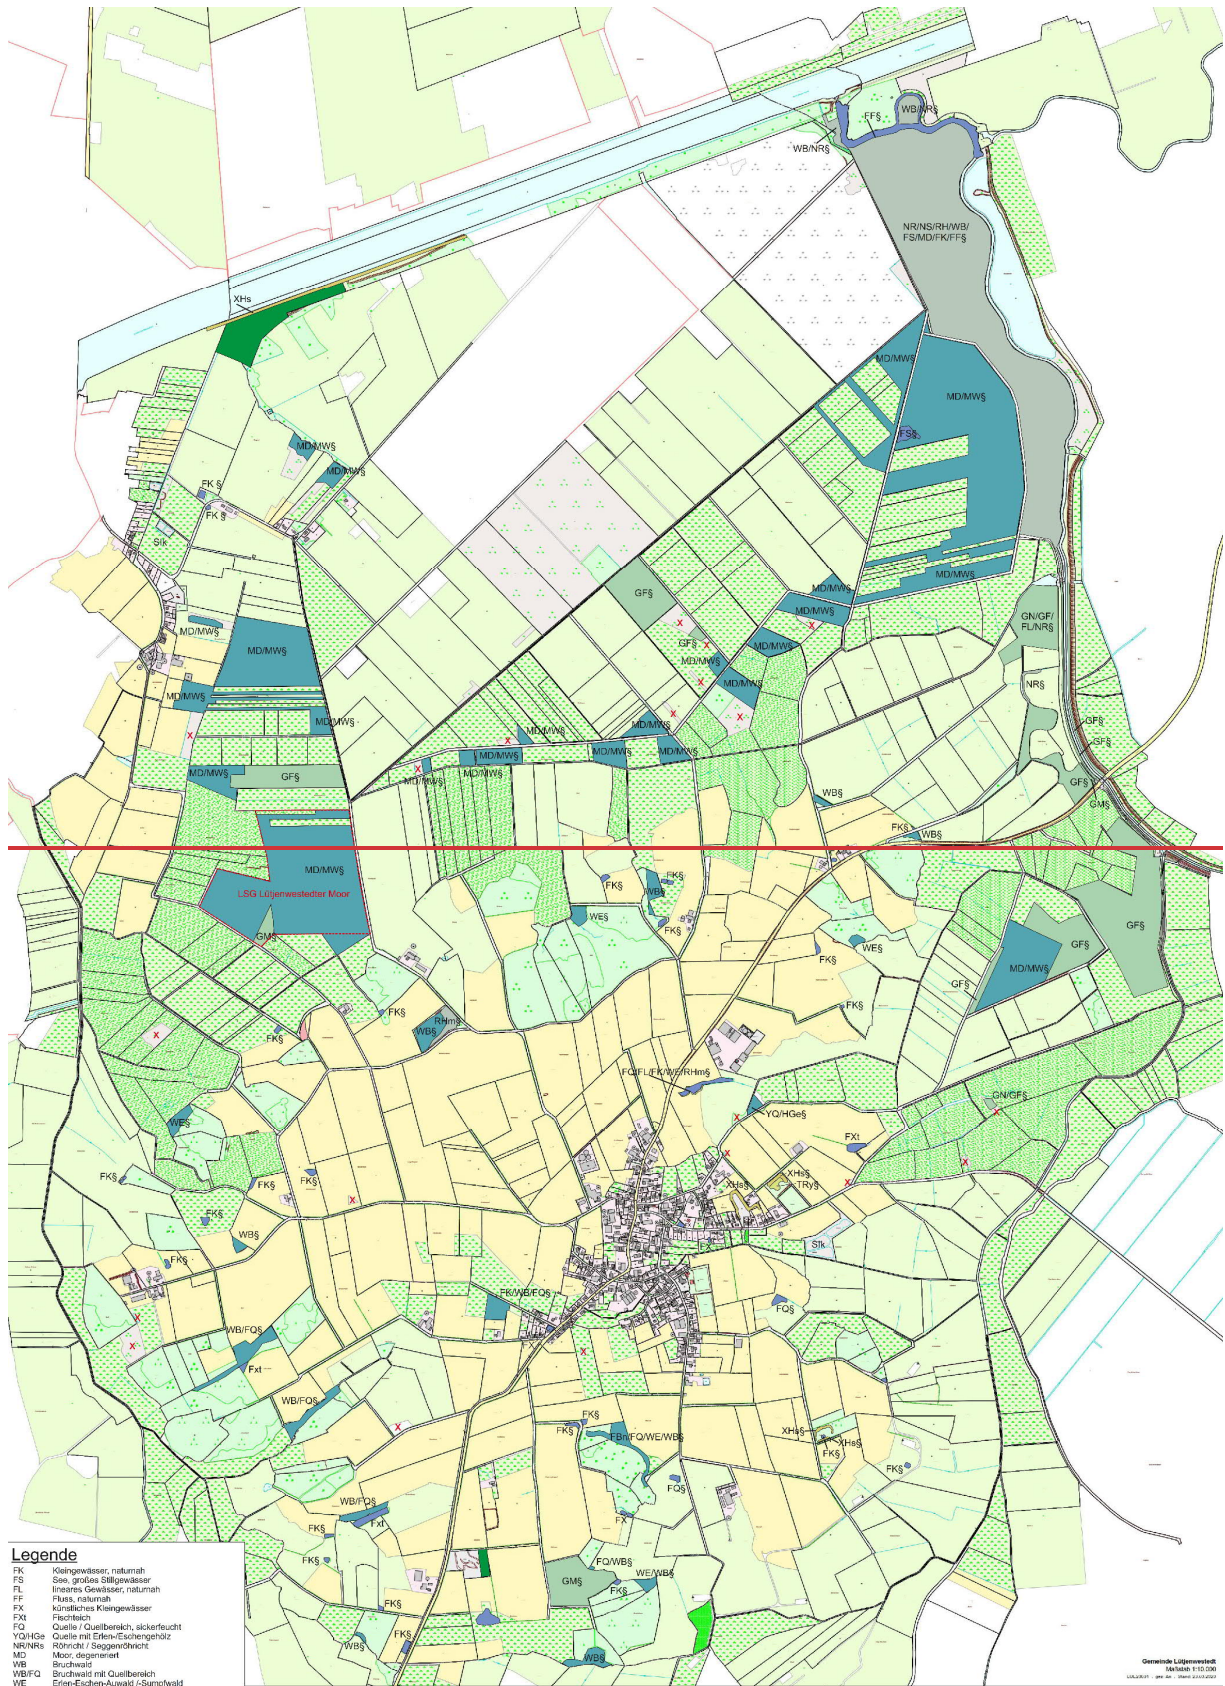 WB/NR§
FF§
WB/NR§
NR/NS/RH/WB/
FS/MD/FK/FF§
XHs
MD/MW§
MD/MW§
FS§
MD/MW§
MD/MW§
FK §
FK §
Slk
MD/MW§
MD/MW§
MD/MW§
GF§
X
X
GN/GF/
FL/NR§
MD/MW§
MD/MW§
GF§
X
MD/MW§
MD/MW§
X
MD/MW§
NR§
MD/MW§
X
X
MD/MW§
MD/MW§
X
X
MD/MW§
GF§
GF§
MD/MW§
MD/MW§
MD/MW§
X
MD/MW§
MD/MW§
GF§
MD/MW§
GF§
WB§
GM§
FK§
WB§
MD/MW§
LSG Lütjenwestedter Moor
GM§
FK§
WB§
FK§
WE§
FK§
FK§
WE§
GF§
GF§
MD/MW§
GF§
FK§
FK§
RHm§
WB§
FK§
X
FQ/FL/FK/WE/RHm§
YQ/HGe§
X
GN/GF§
X
WE§
FXt
X
X
FK§
FK§
FK§
X
XHs§
XHs§
TRy§
X
FK§
WB§
FX
Slk
FK§
FK/WB/FQ§
FQ§
X
X
WB/FQ§
Fxt
FX
X
WB/FQ§
X
FK§
FK§
FBn/FQ/WE/WB§
XHs§
XHs§
FK§
FK§
FQ§
WB/FQ§
Fxt
FX
FK§
FK§
FQ/WB§
WE/WB§
GM§
FK§
FK§
FK§
WB§
WB§
Legende
FK Kleingewässer, naturnah
FS See, großes Stillgewässer
FL lineares Gewässer, naturnah
FF Fluss, naturnah
FX künstliches Kleingewässer
FXt Fischteich
FQ Quelle / Quellbereich, sickerfeucht
YQ/HGe Quelle mit Erlen-/Eschengehölz
NR/NRs Röhricht / Seggenröhricht
MD Moor, degeneriert
WB Bruchwald
WB/FQ Bruchwald mit Quellbereich
WE Erlen-Eschen-Auwald /-Sumpfwald
Gemeinde Lütjenwestedt
Maßstab 1:10.000